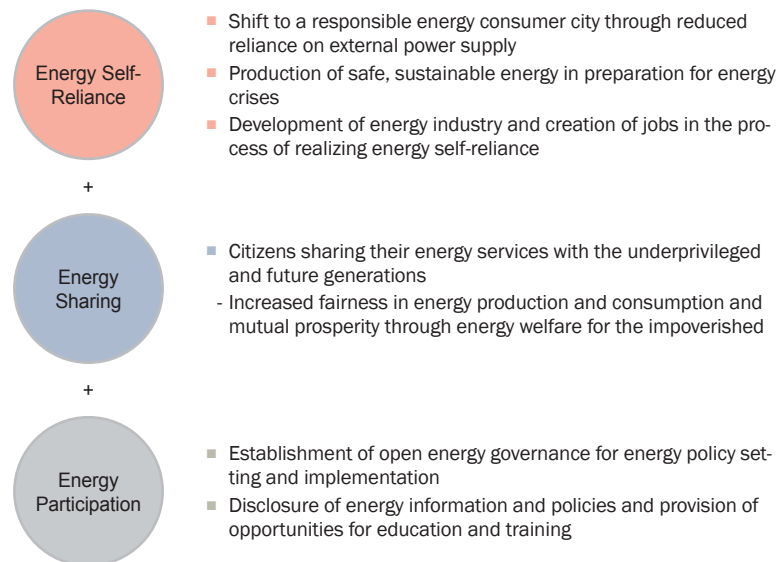 Energy Self-
Reliance
■ Shift to a responsible energy consumer city through reduced
reliance on external power supply
■ Production of safe, sustainable energy in preparation for energy
crises
■ Development of energy industry and creation of jobs in the pro-
cess of realizing energy self-reliance
+
Energy
Sharing
■ Citizens sharing their energy services with the underprivileged
and future generations
- Increased fairness in energy production and consumption and
mutual prosperity through energy welfare for the impoverished
+
Energy
Participation
■ Establishment of open energy governance for energy policy set-
ting and implementation
■ Disclosure of energy information and policies and provision of
opportunities for education and training